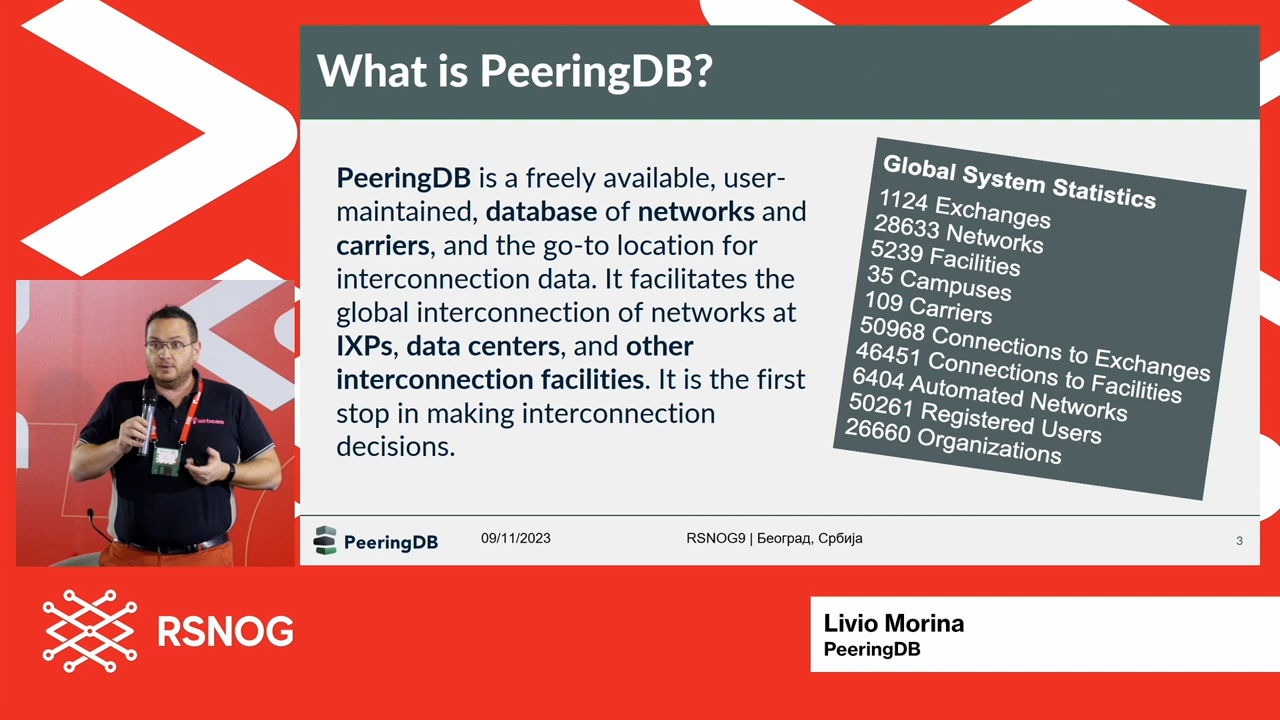 What is PeeringDB?
PeeringDB is a freely available, user-
maintained, database of networks and
carriers, and the go-to location for
interconnection data. It facilitates the
global interconnection of networks at
IXPs, data centers, and other
interconnection facilities. It is the first
stop in making interconnection
decisions.
Global System Statistics
1124 Exchanges
28633 Networks
5239 Facilities
35 Campuses
109 Carriers
50968 Connections to Exchanges
46451 Connections to Facilities
6404 Automated Networks
50261 Registered Users
26660 Organizations
PeeringDB
09/11/2023
RSNOG9 | Београд, Србија
3
RSNOG
Livio Morina
PeeringDB